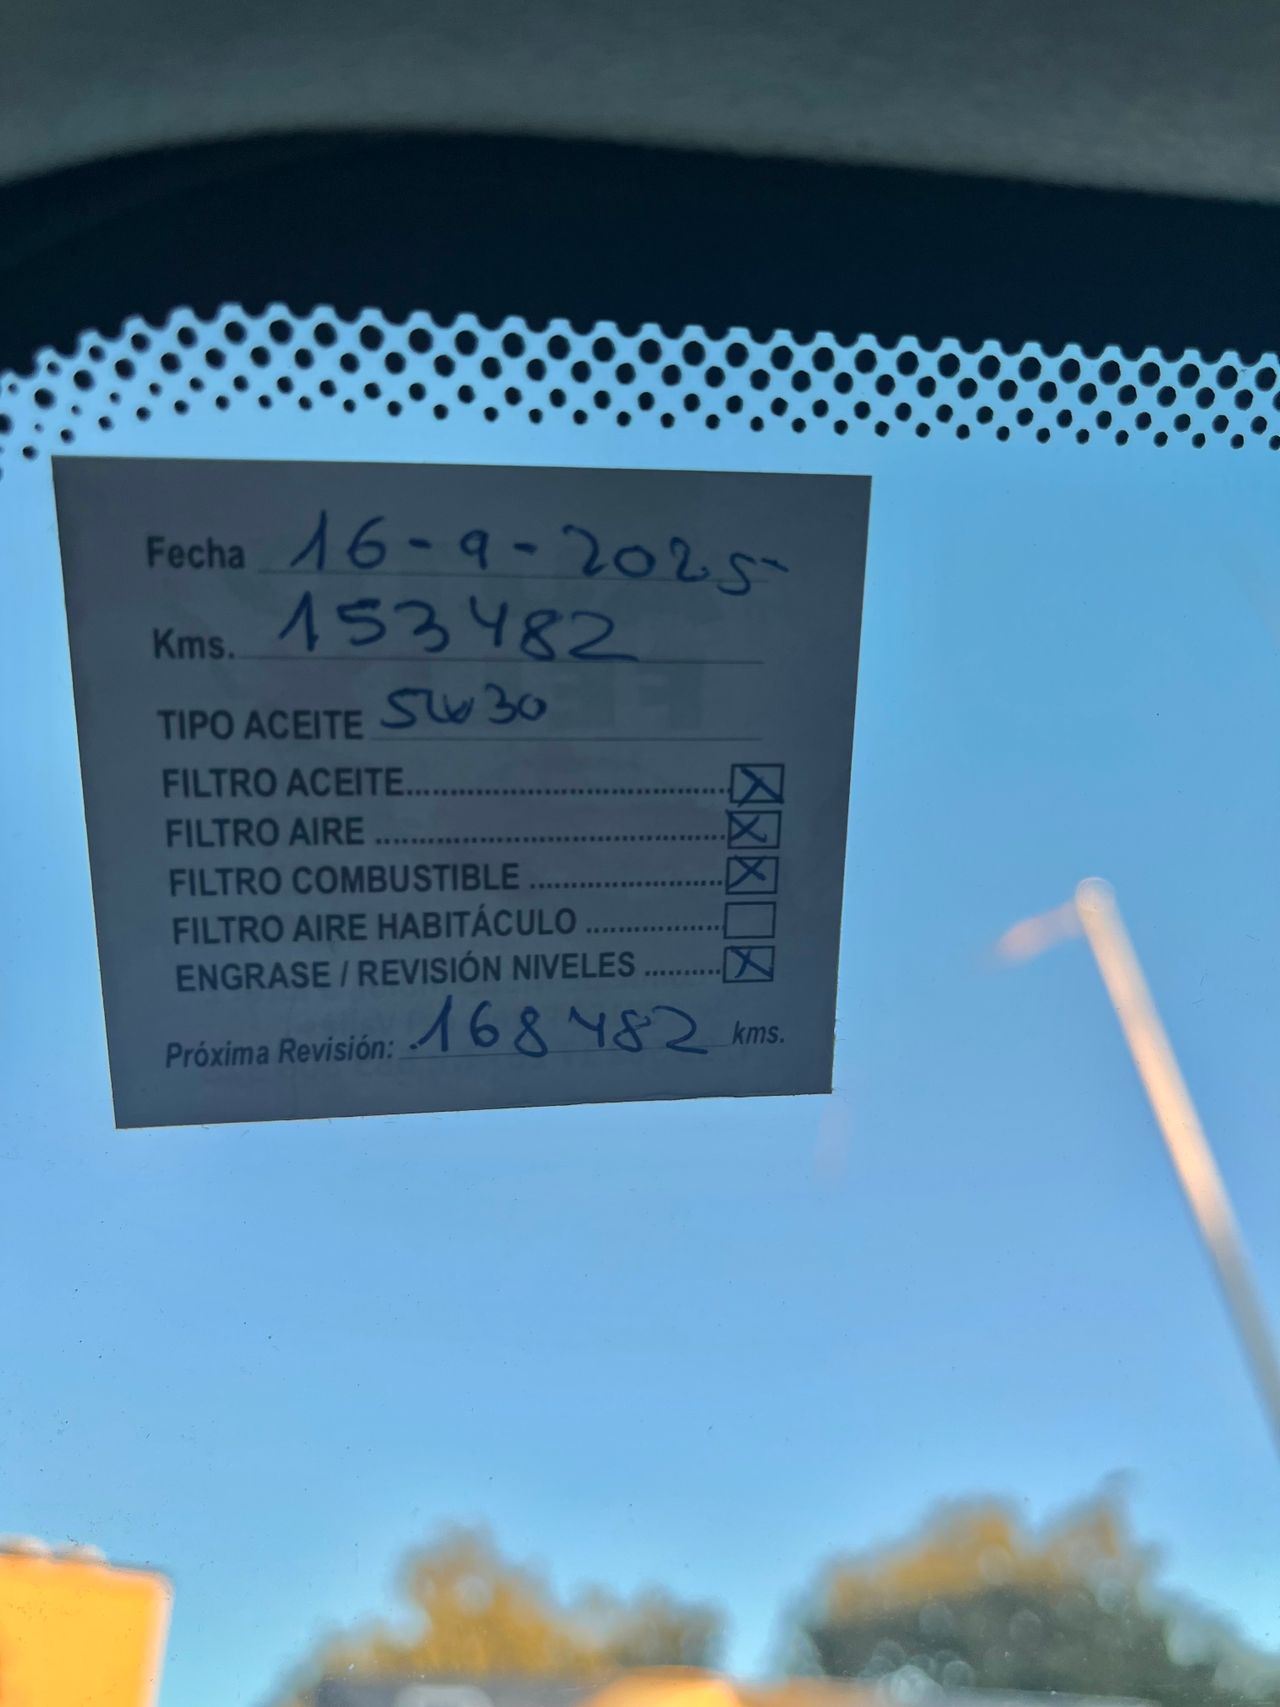 Fecha 16-9-2025
Kms. 153482
TIPO ACEITE 5W30
FILTRO ACEITE
FILTRO AIRE
FILTRO COMBUSTIBLE
FILTRO AIRE HABITÁCULO
ENGRASE / REVISIÓN NIVELES
Próxima Revisión: 168482 kms.